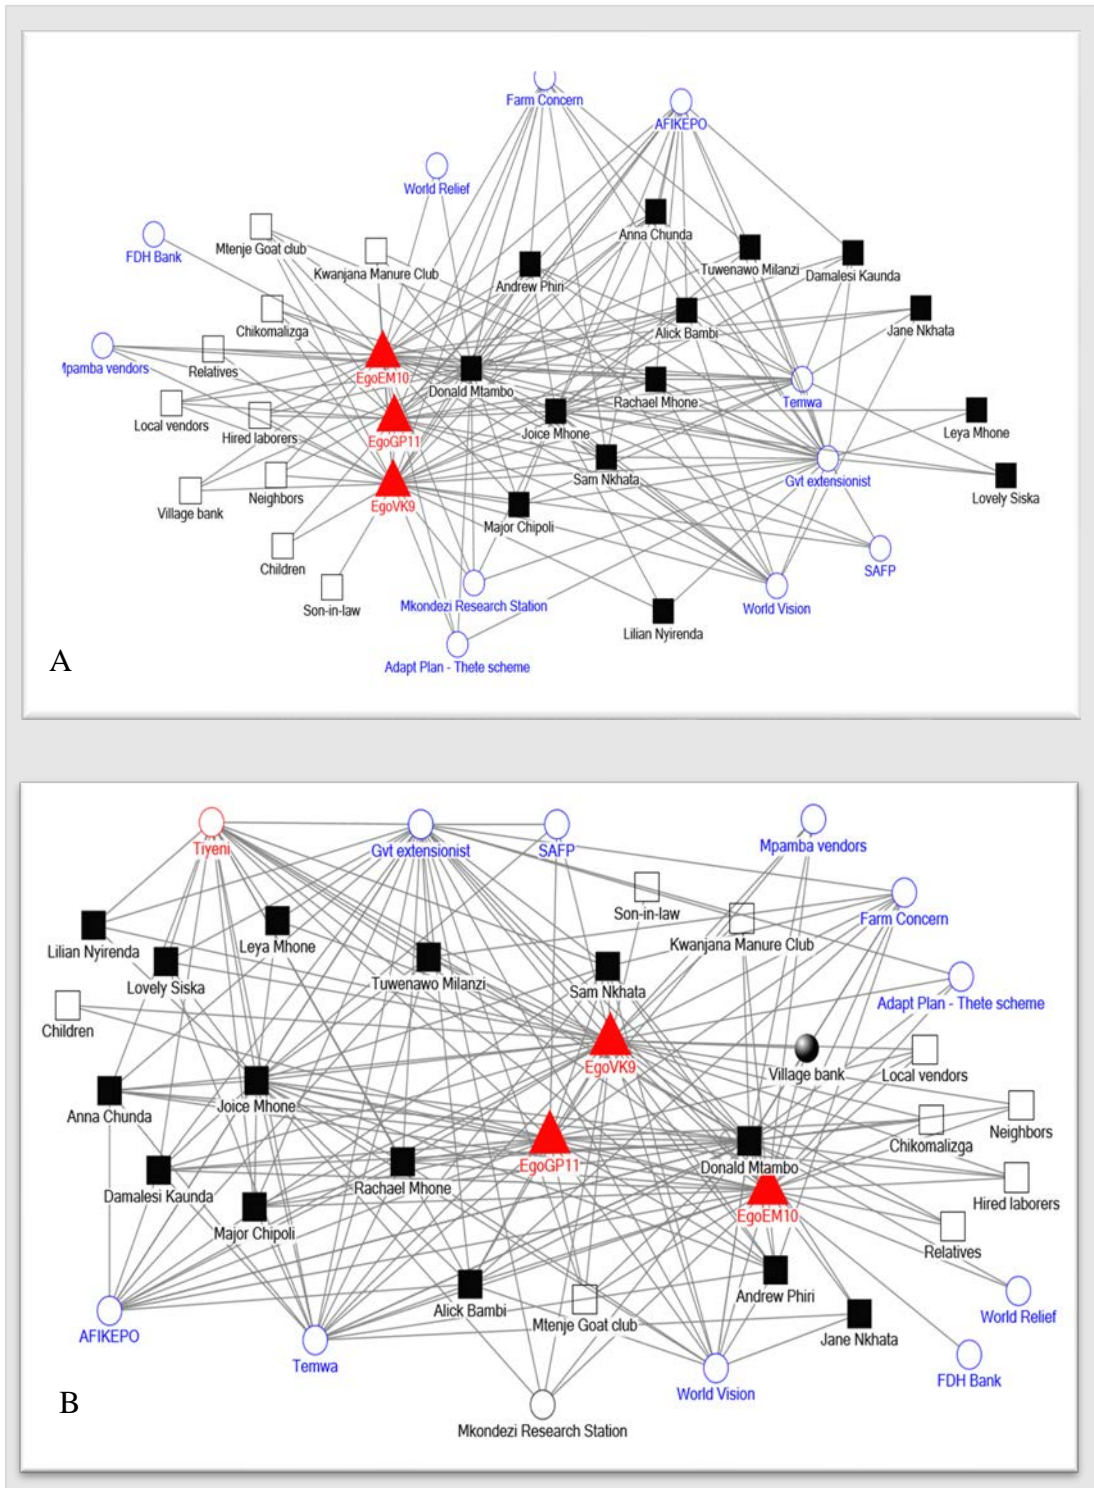 Farm Concern
AFIKEPO
World Relief
Anna Chunda
Mtenje Goat club
FDH Bank
Kwanjana Manure Club
Tuwenawo Milanzi
Damalesi Kaunda
Andrew Phiri
Chikomalizga
Alick Bambi
Jane Nkhata
Mpamba vendors
Relatives
EgoEM10
Donald Mtambo
Rachael Mhone
Temwa
Local vendors
Hired laborers
EgoGP11
Joice Mhone
Leya Mhone
Sam Nkhata
Gvt extensionist
Neighbors
EgoVK9
Lovely Siska
Village bank
Major Chipoli
Children
SAFP
Son-in-law
Mkondezi Research Station
World Vision
Lilian Nyirenda
A
Adapt Plan - Thete scheme
Tiyeni
Gvt extensionist
SAFP
Mpamba vendors
Son-in-law
Farm Concern
Lilian Nyirenda
Leya Mhone
Kwanjana Manure Club
Lovely Siska
Tuwenawo Milanzi
Sam Nkhata
Adapt Plan - Thete scheme
Children
EgoVK9
Village bank
Local vendors
Anna Chunda
Joice Mhone
Chikomalizga
Neighbors
EgoGP11
Donald Mtambo
Damalesi Kaunda
Rachael Mhone
Hired laborers
EgoEM10
Major Chipoli
Relatives
Alick Bambi
Mtenje Goat club
Andrew Phiri
World Relief
AFIKEPO
Jane Nkhata
Temwa
FDH Bank
World Vision
B
Mkondezi Research Station